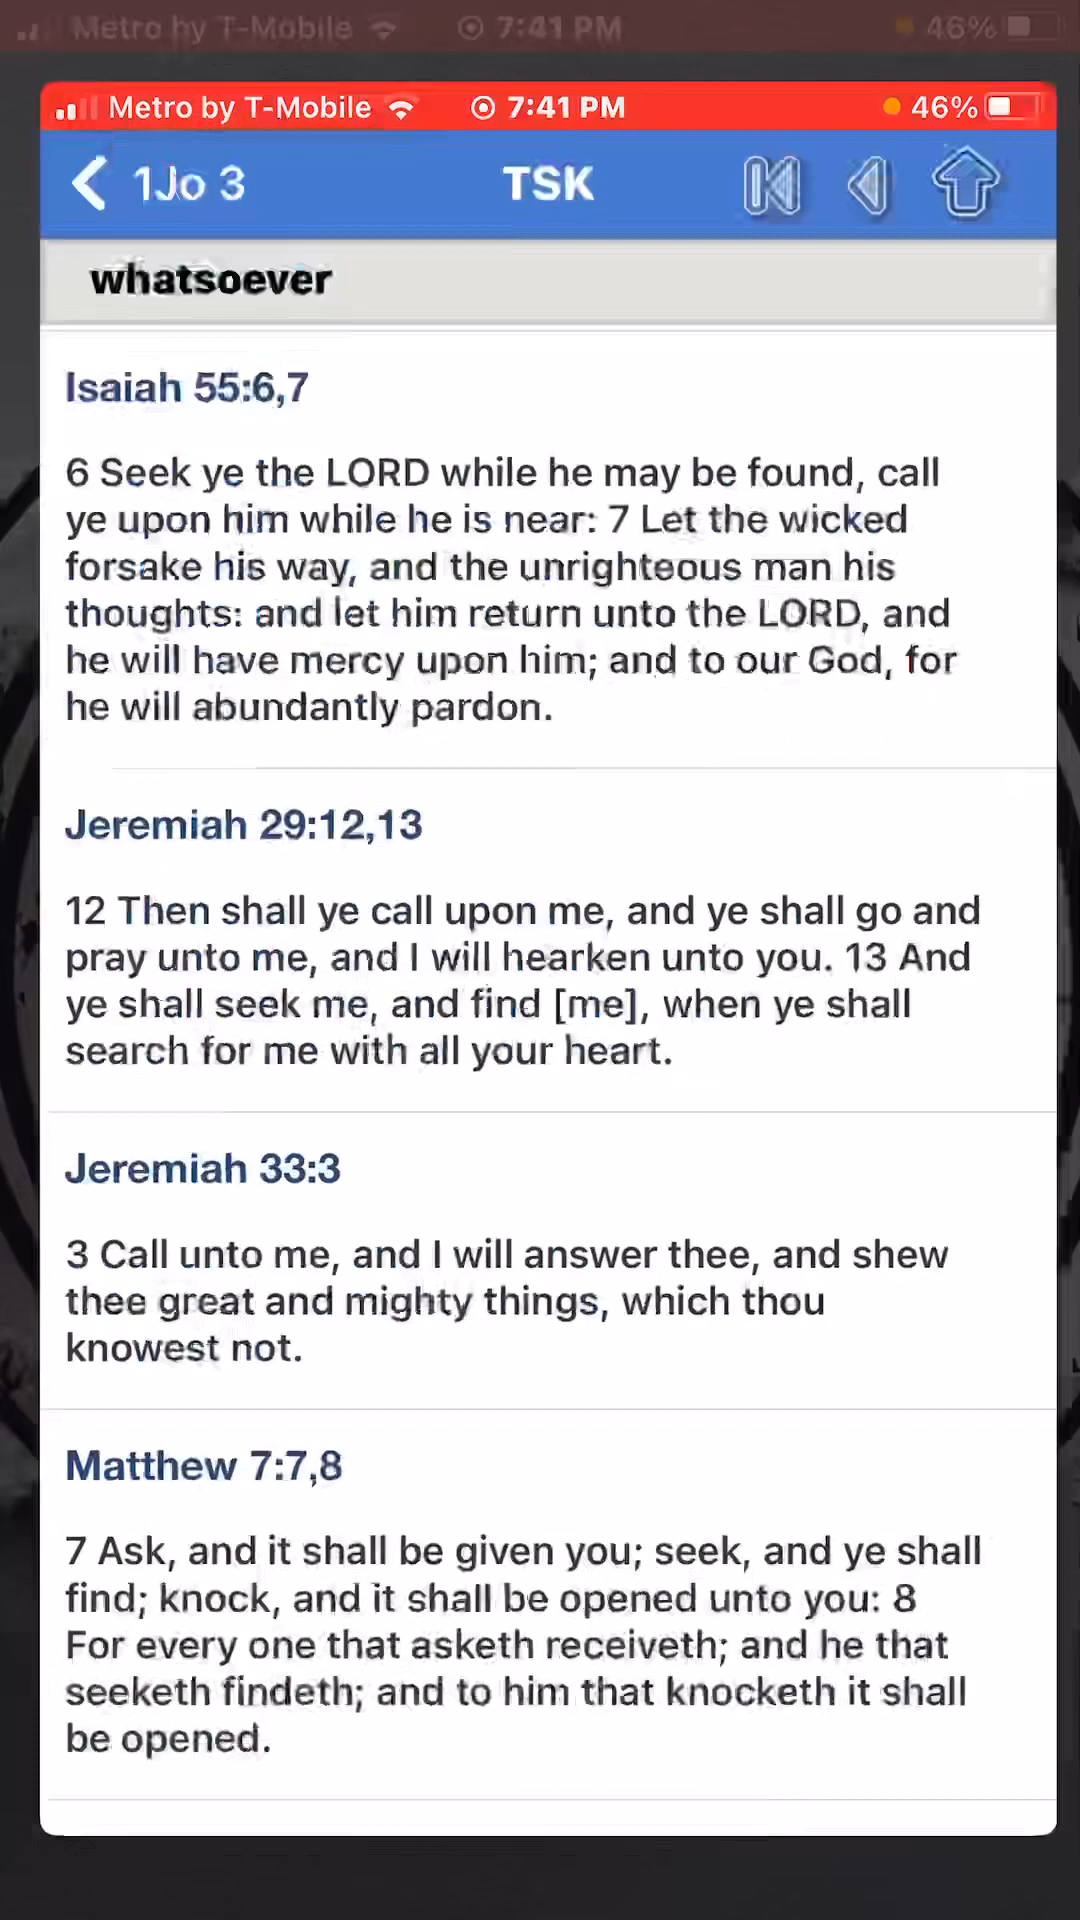 Metro by T-Mobile 7:41 PM 46%
Metro by T-Mobile 7:41 PM 46%
1Jo 3 TSK
whatsoever
Isaiah 55:6,7
6 Seek ye the LORD while he may be found, call
ye upon him while he is near: 7 Let the wicked
forsake his way, and the unrighteous man his
thoughts: and let him return unto the LORD, and
he will have mercy upon him; and to our God, for
he will abundantly pardon.
Jeremiah 29:12,13
12 Then shall ye call upon me, and ye shall go and
pray unto me, and I will hearken unto you. 13 And
ye shall seek me, and find [me], when ye shall
search for me with all your heart.
Jeremiah 33:3
3 Call unto me, and I will answer thee, and shew
thee great and mighty things, which thou
knowest not.
Matthew 7:7,8
7 Ask, and it shall be given you; seek, and ye shall
find; knock, and it shall be opened unto you: 8
For every one that asketh receiveth; and he that
seeketh findeth; and to him that knocketh it shall
be opened.